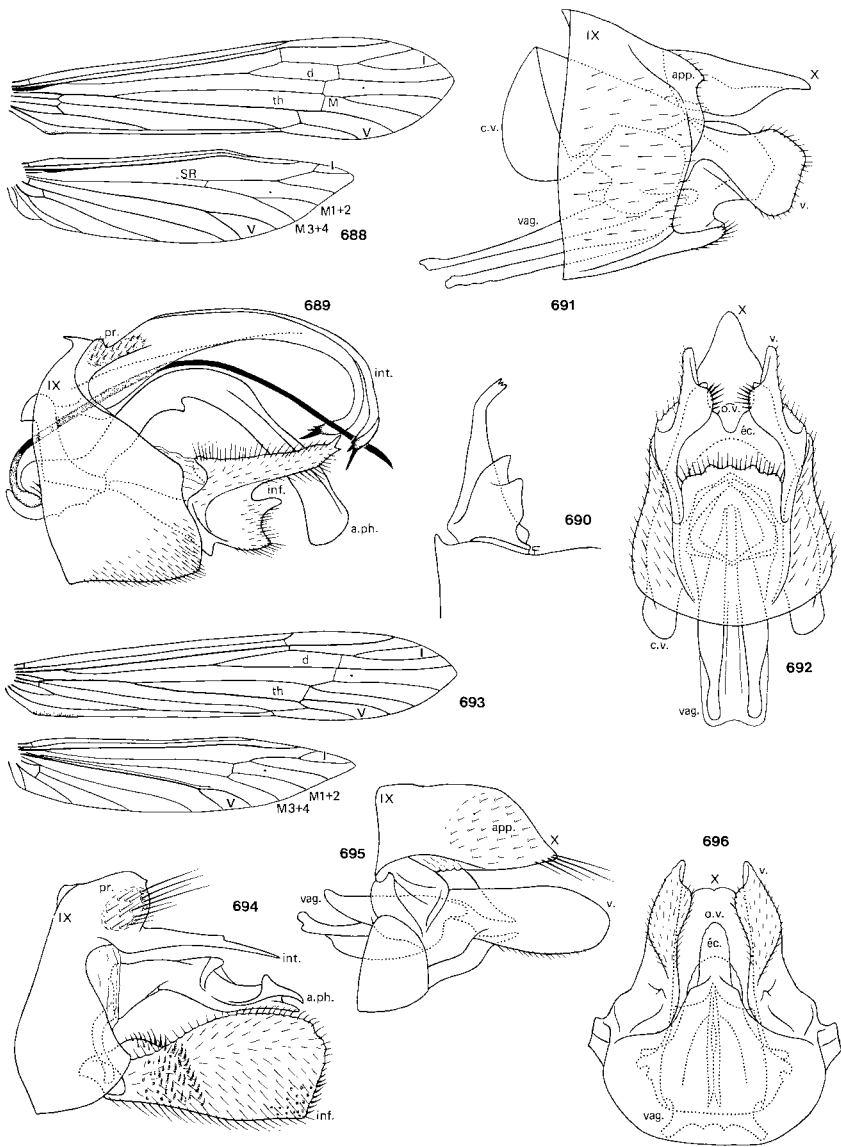 I
d
th
M
V
SR
I
M1+2
V
M3+4
688
IX
app.
X
c.v.
v.
vag.
691
689
pr.
IX
int.
inf.
a.ph.
690
X
v.
o.v.
éc.
c.v.
vag.
692
I
d
th
V
693
I
V
M1+2
M3+4
IX
app.
695
X
vag.
v.
694
pr.
IX
int.
a.ph.
inf.
696
X
v.
o.v.
éc.
vag.